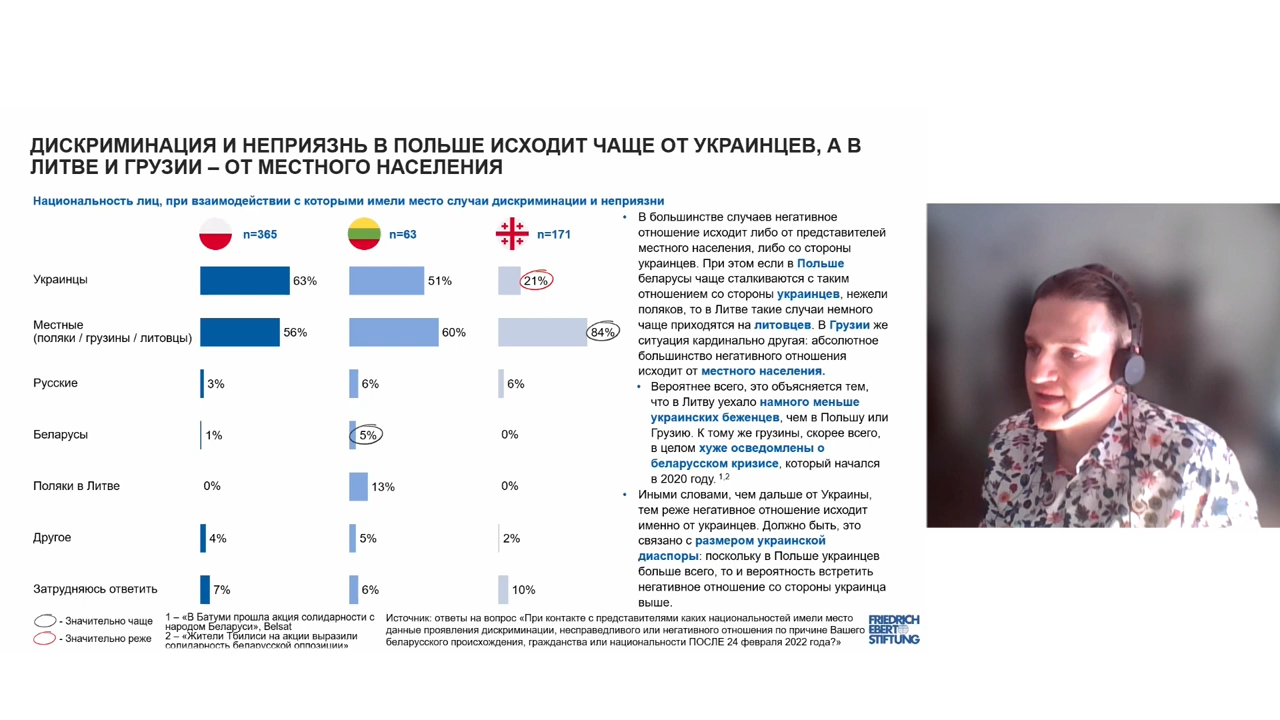 ДИСКРИМИНАЦИЯ И НЕПРИЯЗНЬ В ПОЛЬШЕ ИСХОДИТ ЧАЩЕ ОТ УКРАИНЦЕВ, А В
ЛИТВЕ И ГРУЗИИ – ОТ МЕСТНОГО НАСЕЛЕНИЯ
Национальность лиц, при взаимодействии с которыми имели место случаи дискриминации и неприязни
n=365
n=63
n=171
Украинцы
63%
51%
21%
Местные
(поляки / грузины / литовцы)
56%
60%
84%
Русские
3%
6%
6%
Беларусы
1%
5%
0%
Поляки в Литве
0%
13%
0%
Другое
4%
5%
2%
Затрудняюсь ответить
7%
6%
10%
• В большинстве случаев негативное
отношение исходит либо от представителей
местного населения, либо со стороны
украинцев. При этом если в Польше
беларусы чаще сталкиваются с таким
отношением со стороны украинцев, нежели
поляков, то в Литве такие случаи немного
чаще приходятся на литовцев. В Грузии же
ситуация кардинально другая: абсолютное
большинство негативного отношения
исходит от местного населения.
• Вероятнее всего, это объясняется тем,
что в Литву уехало намного меньше
украинских беженцев, чем в Польшу или
Грузию. К тому же грузины, скорее всего,
в целом хуже осведомлены о
беларусском кризисе, который начался
в 2020 году. 1,2
• Иными словами, чем дальше от Украины,
тем реже негативное отношение исходит
именно от украинцев. Должно быть, это
связано с размером украинской
диаспоры: поскольку в Польше украинцев
больше всего, то и вероятность встретить
негативное отношение со стороны украинца
выше.
- Значительно чаще
- Значительно реже
1 – «В Батуми прошла акция солидарности с
народом Беларуси», Belsat
2 – «Жители Тбилиси на акции выразили
солидарность беларусской оппозиции»
Источник: ответы на вопрос «При контакте с представителями каких национальностей имели место
данные проявления дискриминации, несправедливого или негативного отношения по причине Вашего
беларусского происхождения, гражданства или национальности ПОСЛЕ 24 февраля 2022 года?»
FRIEDRICH
EBERT
STIFTUNG